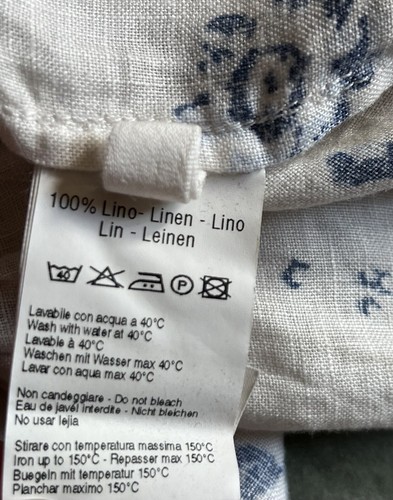 100% Lino- Linen - Lino
Lin - Leinen
40 P
Lavabile con acqua a 40°C
Wash with water at 40°C
Lavable à 40°C
Waschen mit Wasser max 40°C
Lavar con aqua max 40°C
Non candeggiare - Do not bleach
Eau de javél interdite - Nicht bleichen
No usar lejia
Stirare con temperatura massima 150°C
Iron up to 150°C - Repasser max 150°C
Buegeln mit temperatur 150°C
Planchar maximo 150°C